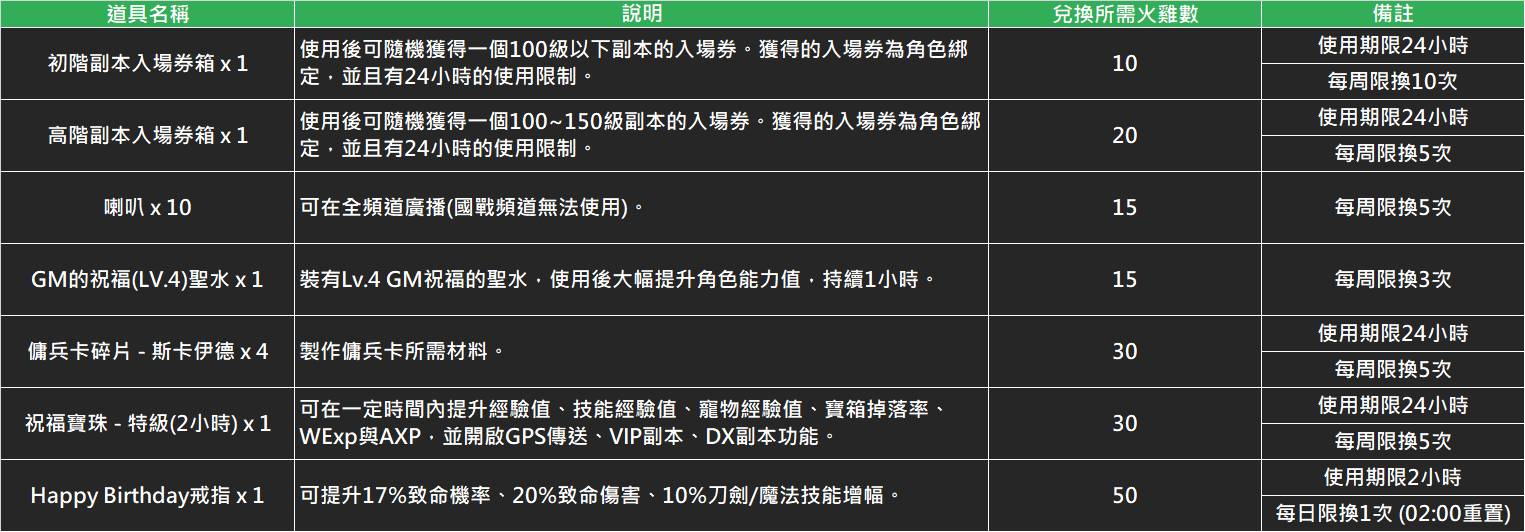 道具名稱 說明 兌換所需火雞數 備註
初階副本入場券箱 x 1
使用後可隨機獲得一個100級以下副本的入場券。獲得的入場券為角色綁
定，並且有24小時的使用限制。
10
使用期限24小時
每周限換10次
高階副本入場券箱 x 1
使用後可隨機獲得一個100~150級副本的入場券。獲得的入場券為角色綁
定，並且有24小時的使用限制。
20
使用期限24小時
每周限換5次
喇叭 x 10
可在全頻道廣播(國戰頻道無法使用)。
15
每周限換5次
GM的祝福(LV.4)聖水 x 1
裝有Lv.4 GM祝福的聖水，使用後大幅提升角色能力值，持續1小時。
15
每周限換3次
傭兵卡碎片 - 斯卡伊德 x 4
製作傭兵卡所需材料。
30
使用期限24小時
每周限換5次
祝福寶珠 - 特級(2小時) x 1
可在一定時間內提升經驗值、技能經驗值、寵物經驗值、寶箱掉落率、
WExp與AXP，並開啟GPS傳送、VIP副本、DX副本功能。
30
使用期限24小時
每周限換5次
Happy Birthday戒指 x 1
可提升17%致命機率、20%致命傷害、10%刀劍/魔法技能增幅。
50
使用期限2小時
每日限換1次 (02:00重置)